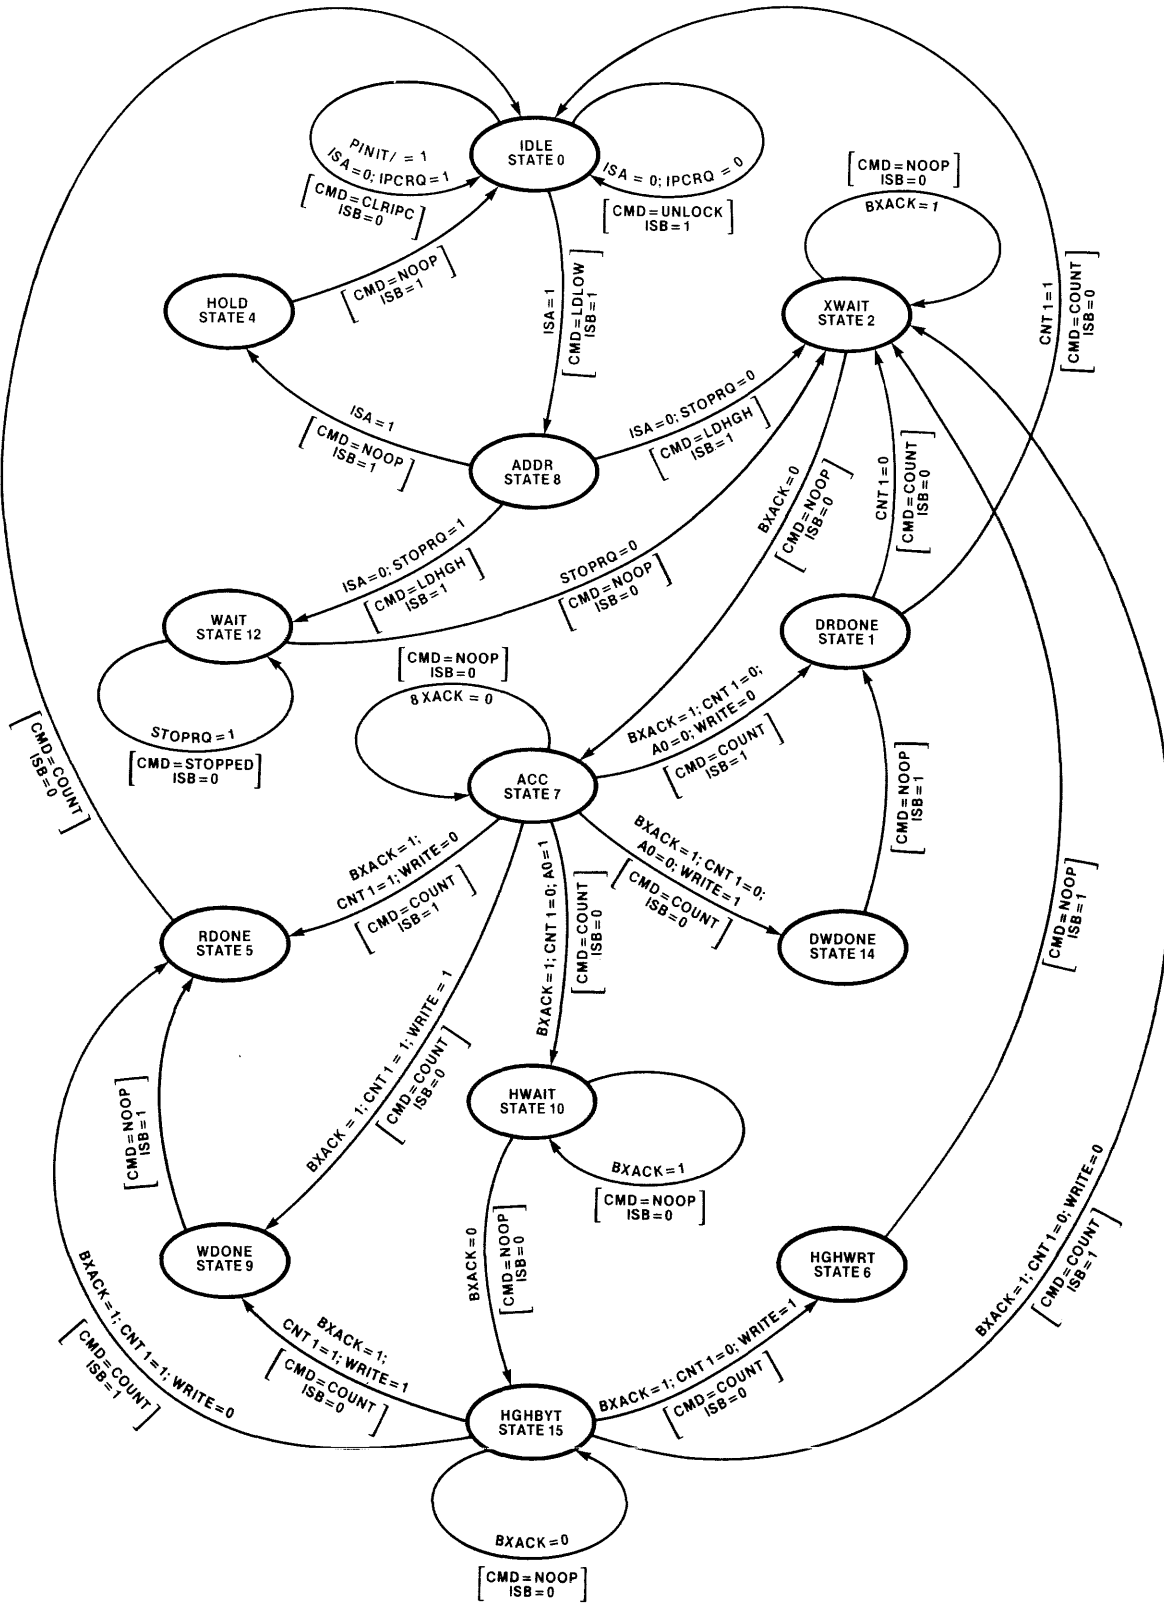 IDLE
STATE 0
PINIT/ = 1
ISA=0; IPCRQ=1
[CMD=CLRIPC
ISB=0]
ISA = 0; IPCRQ = 0
[CMD=UNLOCK
ISB=1]
[CMD=NOOP
ISB=0]
BXACK=1
HOLD
STATE 4
[CMD=NOOP
ISB=1]
ISA=1
[CMD=LDLOW
ISB=1]
XWAIT
STATE 2
CNT 1=1
[CMD=COUNT
ISB=0]
ISA=1
[CMD=NOOP
ISB=1]
ADDR
STATE 8
ISA=0; STOPRQ=0
[CMD=LDHGH
ISB=1]
BXACK=0
[CMD=NOOP
ISB=0]
CNT 1=0
[CMD=COUNT
ISB=0]
ISA=0; STOPRQ=1
[CMD=LDHGH
ISB=1]
STOPRQ=0
[CMD=NOOP
ISB=0]
WAIT
STATE 12
DRDONE
STATE 1
STOPRQ=1
[CMD=STOPPED
ISB=0]
[CMD=NOOP
ISB=0]
8XACK = 0
BXACK=1; CNT 1=0;
A0=0; WRITE=0
[CMD=COUNT
ISB=1]
[CMD=COUNT
ISB=0]
ACC
STATE 7
[CMD=NOOP
ISB=1]
BXACK=1;
CNT 1=1; WRITE=0
[CMD=COUNT
ISB=1]
BXACK=1; CNT 1=0; A0=1
[CMD=COUNT
ISB=0]
BXACK=1; CNT 1=0;
A0=0; WRITE=1
[CMD=COUNT
ISB=0]
RDONE
STATE 5
DWDONE
STATE 14
[CMD=NOOP
ISB=1]
BXACK = 1; CNT 1 = 1; WRITE = 1
[CMD=COUNT
ISB=0]
HWAIT
STATE 10
BXACK=1
[CMD=NOOP
ISB=0]
[CMD=NOOP
ISB=1]
BXACK=0
[CMD=NOOP
ISB=0]
WDONE
STATE 9
HGHWRT
STATE 6
BXACK=1; CNT 1=0; WRITE=0
[CMD=COUNT
ISB=1]
BXACK=1; CNT 1=1; WRITE=0
[CMD=COUNT
ISB=1]
BXACK=1;
CNT 1=1; WRITE=1
[CMD=COUNT
ISB=0]
BXACK=1; CNT 1=0; WRITE=1
[CMD=COUNT
ISB=0]
HGHBYT
STATE 15
BXACK=0
[CMD=NOOP
ISB=0]